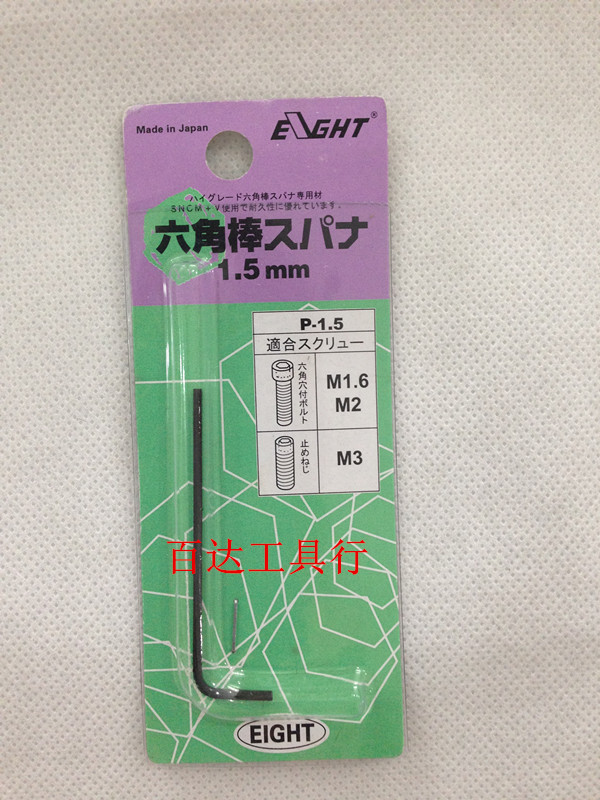 Made in Japan
EIGHT®
ハイグレード六角棒スパナ専用材
SNCM+V使用で耐久性に優れています。
六角棒スパナ
1.5mm
P-1.5
適合スクリュー
六角穴付ボルト
M1.6
M2
止めねじ
M3
百达工具行
EIGHT